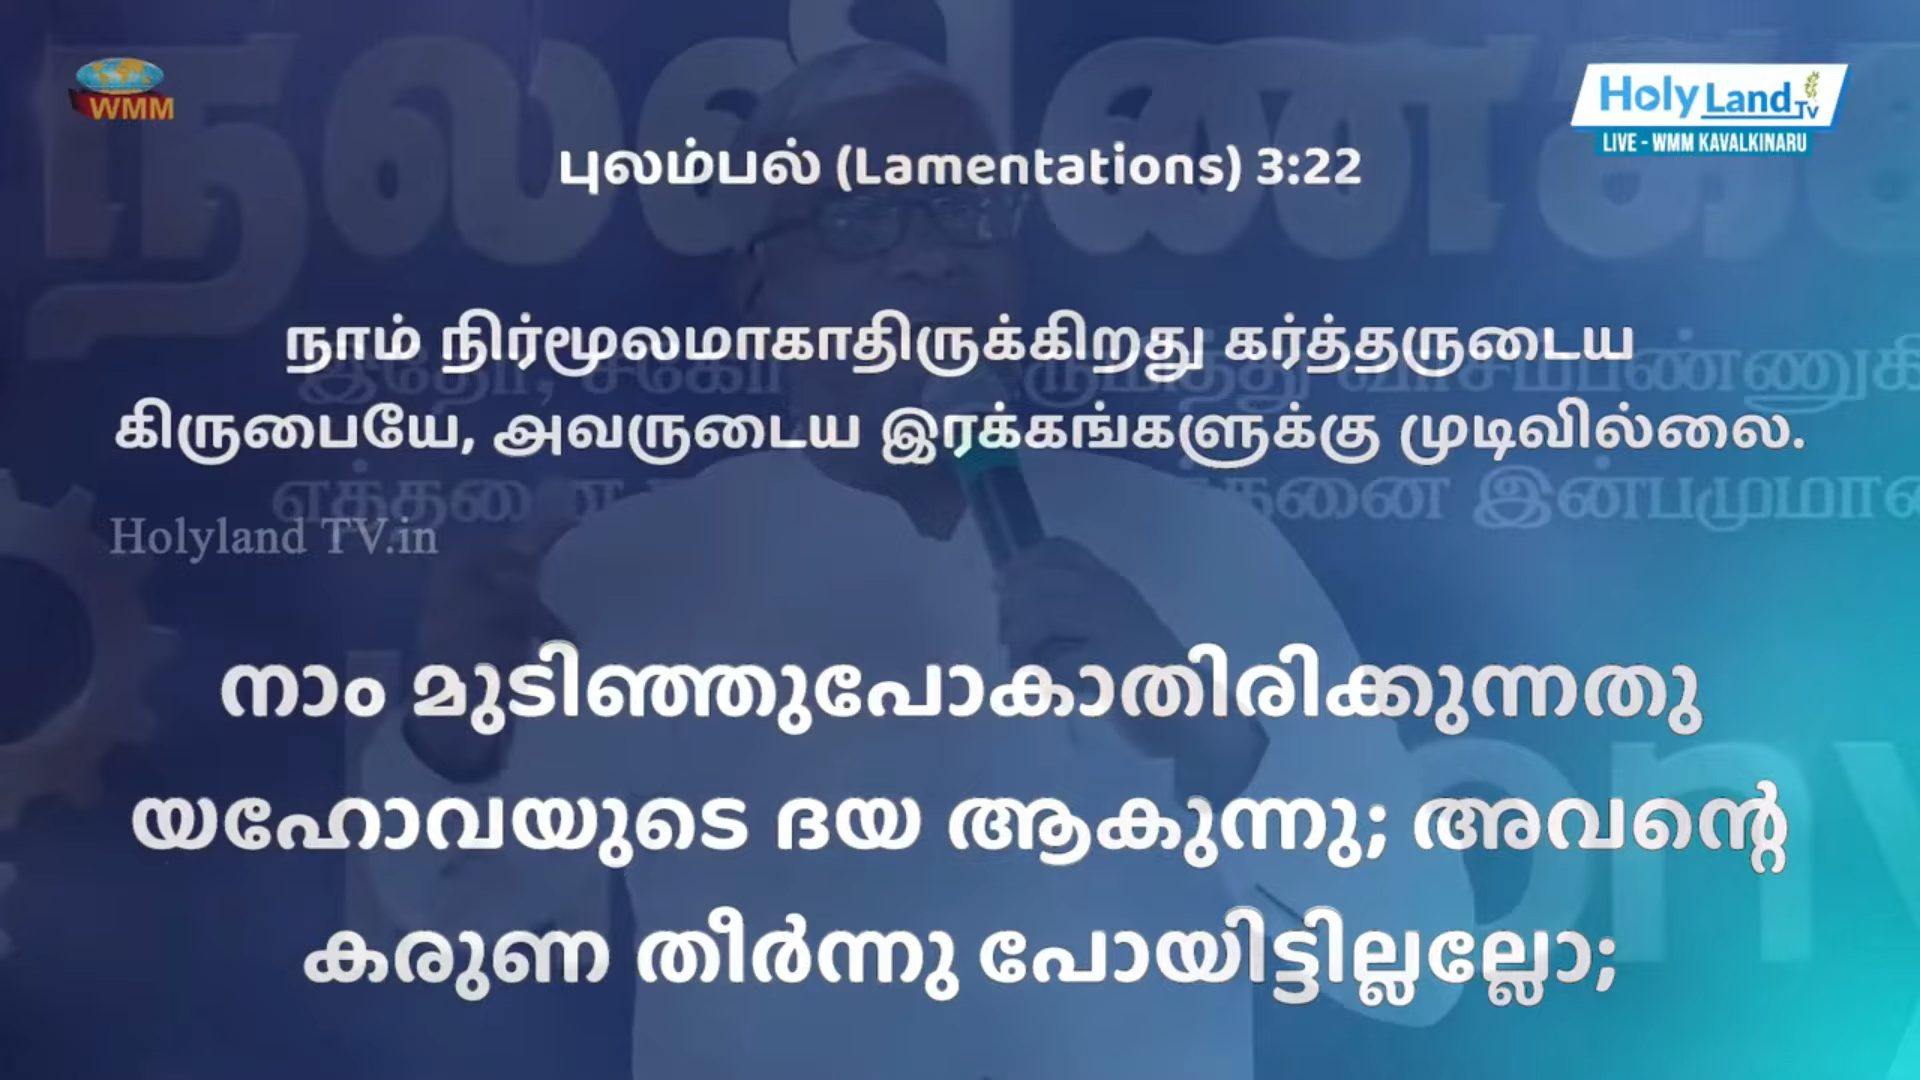 WMM
Holy Land TV
LIVE - WMM KAVALKINARU
புலம்பல் (Lamentations) 3:22
நாம் நிர்மூலமாகாதிருக்கிறது கர்த்தருடைய
கிருபையே, அவருடைய இரக்கங்களுக்கு முடிவில்லை.
Holyland TV.in
നാം മുടിഞ്ഞുപോകാതിരിക്കുന്നതു
യഹോവയുടെ ദയ ആകുന്നു; അവന്റെ
കരുണ തീർന്നു പോയിട്ടില്ലല്ലോ;